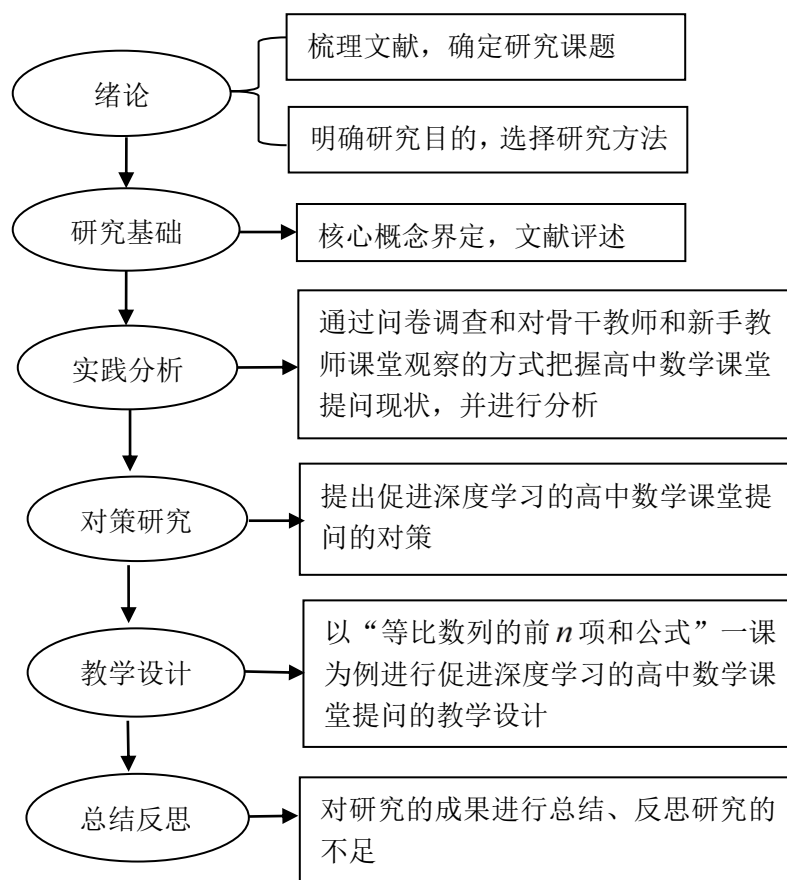 绪论
梳理文献，确定研究课题
明确研究目的，选择研究方法
研究基础
核心概念界定，文献评述
实践分析
通过问卷调查和对骨干教师和新手教
师课堂观察的方式把握高中数学课堂
提问现状，并进行分析
对策研究
提出促进深度学习的高中数学课堂提
问的对策
教学设计
以“等比数列的前n项和公式”一课
为例进行促进深度学习的高中数学课
堂提问的教学设计
总结反思
对研究的成果进行总结、反思研究的
不足